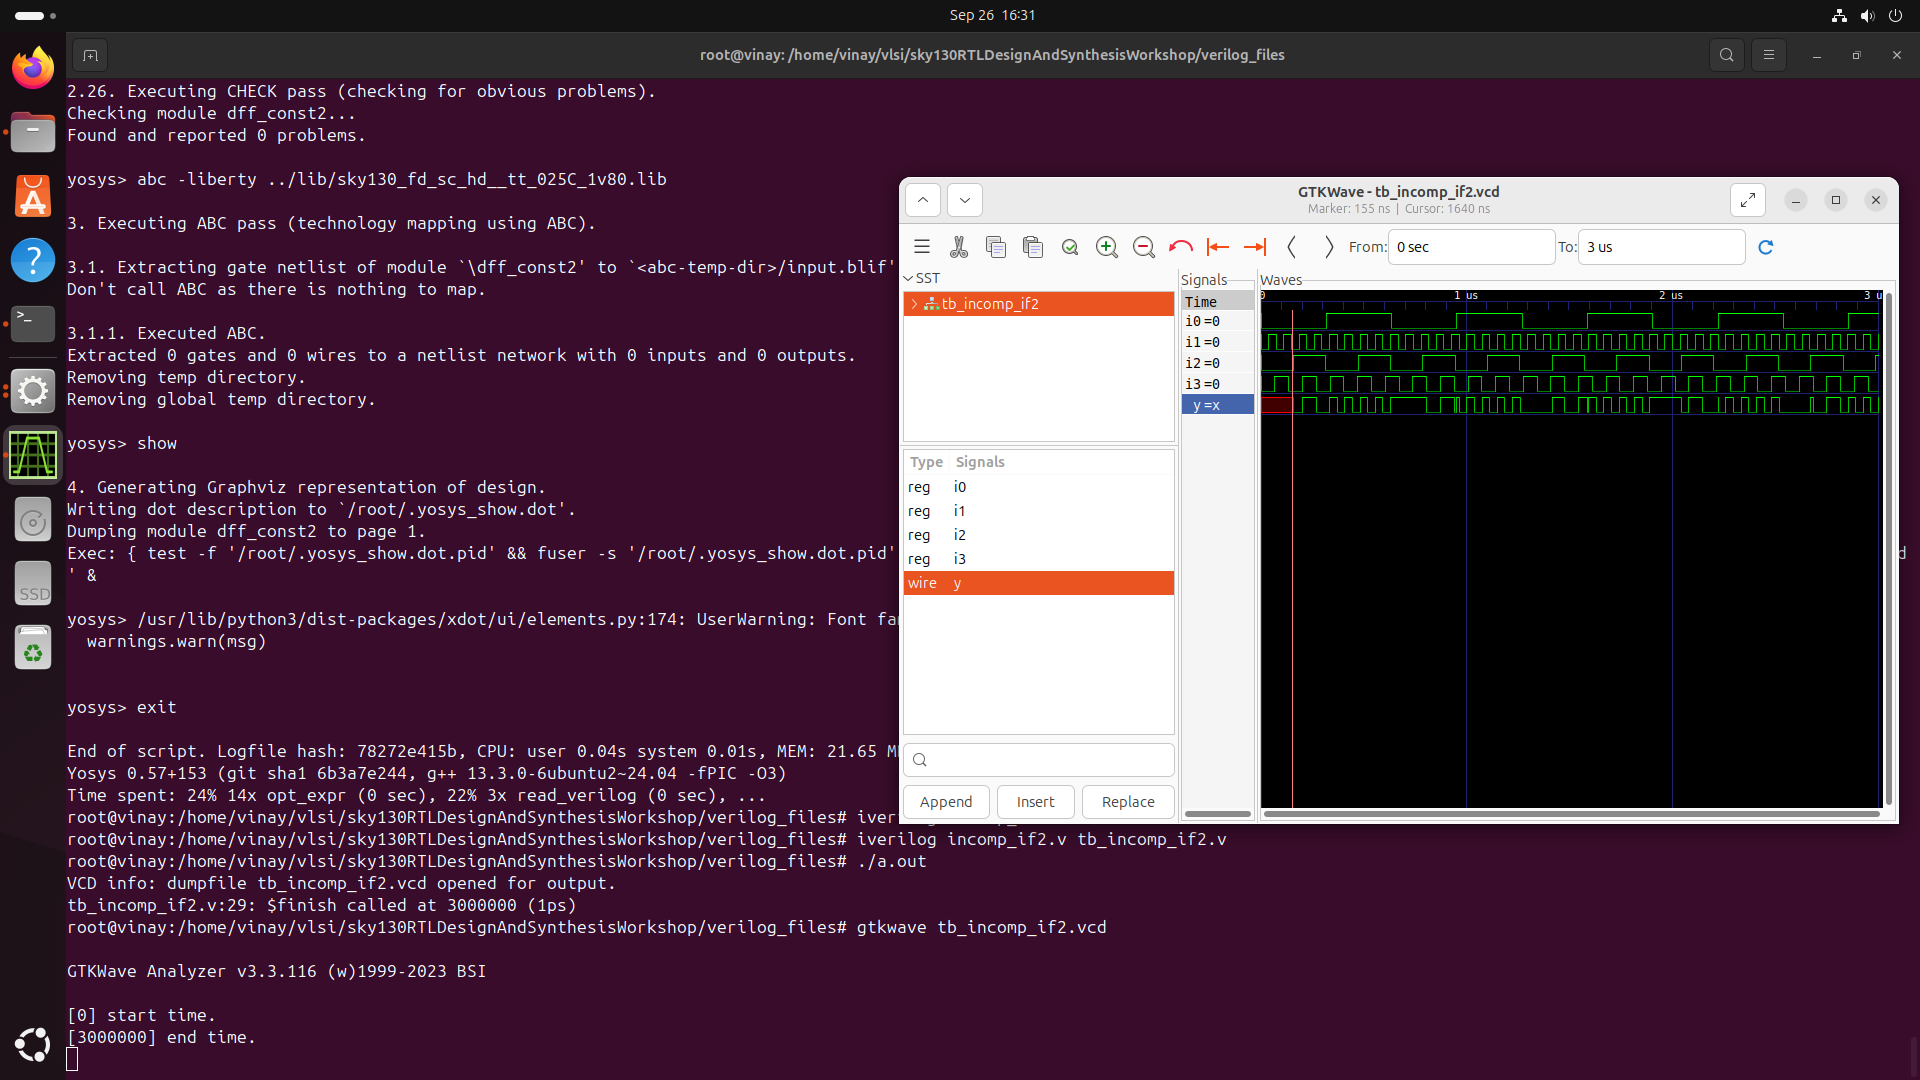 Sep 26 16:31
root@vinay: /home/vinay/vlsi/sky130RTLDesignAndSynthesisWorkshop/verilog_files
2.26. Executing CHECK pass (checking for obvious problems).
Checking module dff_const2...
Found and reported 0 problems.
yosys> abc -liberty ../lib/sky130_fd_sc_hd__tt_025C_1v80.lib
3. Executing ABC pass (technology mapping using ABC).
3.1. Extracting gate netlist of module `\dff_const2' to `<abc-temp-dir>/input.blif'
Don't call ABC as there is nothing to map.
3.1.1. Executed ABC.
Extracted 0 gates and 0 wires to a netlist network with 0 inputs and 0 outputs.
Removing temp directory.
Removing global temp directory.
yosys> show
4. Generating Graphviz representation of design.
Writing dot description to `/root/.yosys_show.dot'.
Dumping module dff_const2 to page 1.
Exec: { test -f '/root/.yosys_show.dot.pid' && fuser -s '/root/.yosys_show.dot.pid'
d
' &
yosys> /usr/lib/python3/dist-packages/xdot/ui/elements.py:174: UserWarning: Font
warnings.warn(msg)
yosys> exit
End of script. Logfile hash: 78272e415b, CPU: user 0.04s system 0.01s, MEM: 21.65
Yosys 0.57+153 (git sha1 6b3a7e244, g++ 13.3.0-6ubuntu2~24.04 -fPIC -O3)
Time spent: 24% 14x opt_expr (0 sec), 22% 3x read_verilog (0 sec), ...
root@vinay:/home/vinay/vlsi/sky130RTLDesignAndSynthesisWorkshop/verilog_files#
root@vinay:/home/vinay/vlsi/sky130RTLDesignAndSynthesisWorkshop/verilog_files# iverilog incomp_if2.v tb_incomp_if2.v
root@vinay:/home/vinay/vlsi/sky130RTLDesignAndSynthesisWorkshop/verilog_files# ./a.out
VCD info: dumpfile tb_incomp_if2.vcd opened for output.
tb_incomp_if2.v:29: $finish called at 3000000 (1ps)
root@vinay:/home/vinay/vlsi/sky130RTLDesignAndSynthesisWorkshop/verilog_files# gtkwave tb_incomp_if2.vcd
GTKWave Analyzer v3.3.116 (w)1999-2023 BSI
[0] start time.
[3000000] end time.
SSD
GTKWave - tb_incomp_if2.vcd
Marker: 155 ns | Cursor: 1640 ns
From: 0 sec To: 3 us
SST
tb_incomp_if2
Type Signals
reg i0
reg i1
reg i2
reg i3
wire y
Append Insert Replace
Signals
Time
i0 =0
i1 =0
i2 =0
i3 =0
y =x
Waves
0 1 us 2 us 3 u